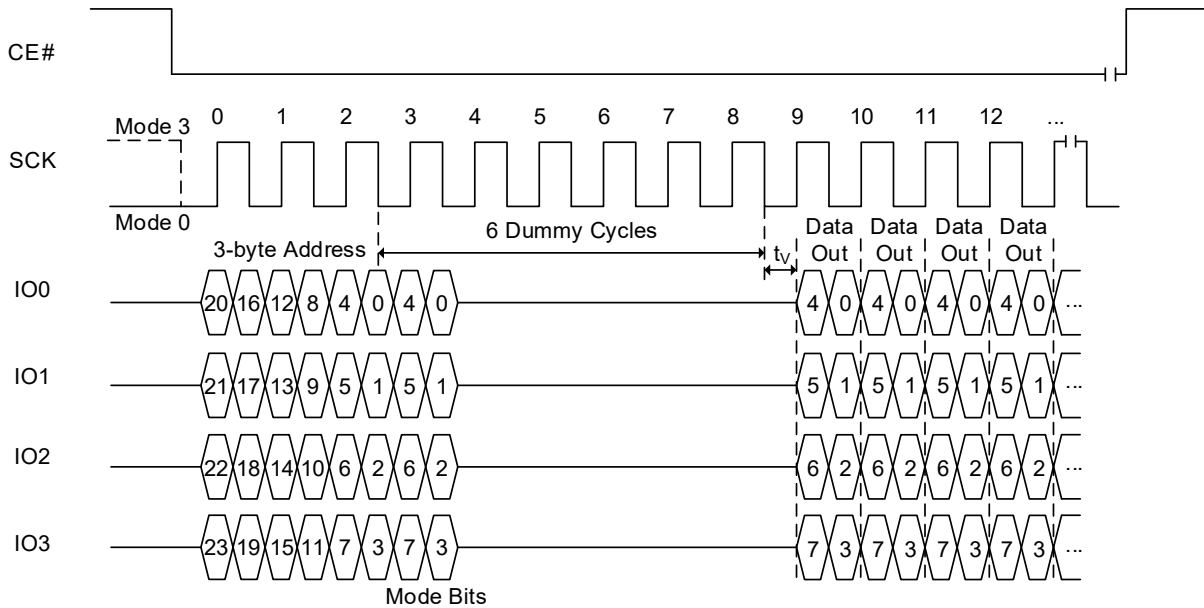 CE#
0 1 2 3 4 5 6 7 8 9 10 11 12 ...
Mode 3
SCK
Mode 0
6 Dummy Cycles
Data Data Data Data
3-byte Address tV Out Out Out Out
IO0 20 16 12 8 4 0 4 0 4 0 4 0 4 0 4 0 ...
IO1 21 17 13 9 5 1 5 1 5 1 5 1 5 1 5 1 ...
IO2 22 18 14 10 6 2 6 2 6 2 6 2 6 2 6 2 ...
IO3 23 19 15 11 7 3 7 3 7 3 7 3 7 3 7 3 ...
Mode Bits